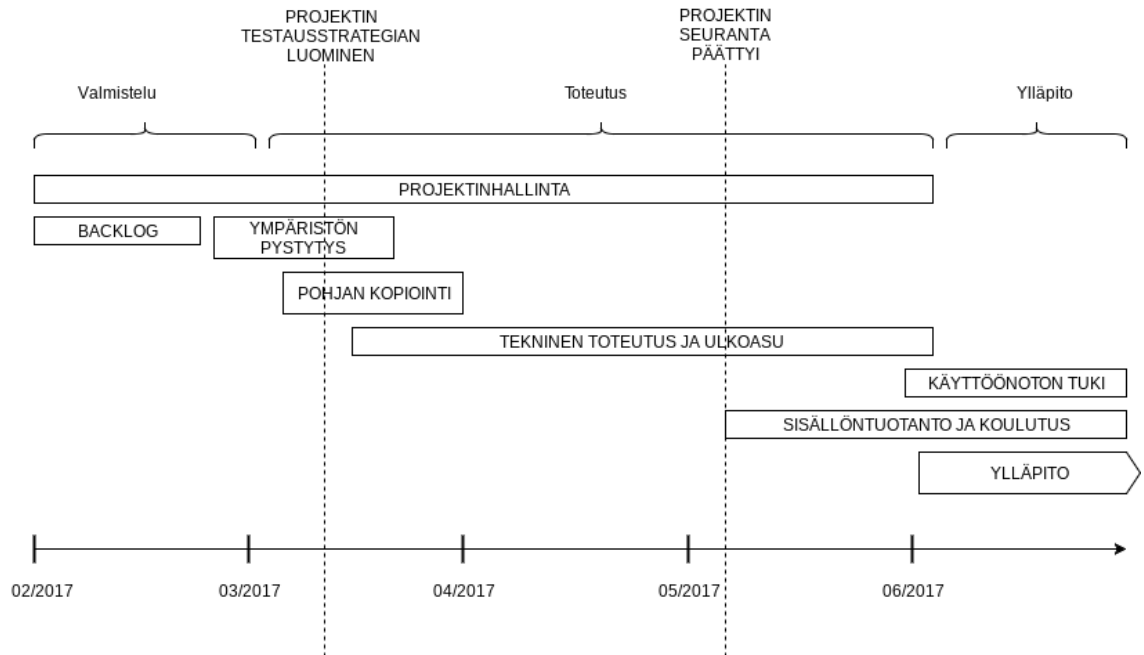 PROJEKTIN
TESTAUSSTRATEGIAN
LUOMINEN
PROJEKTIN
SEURANTA
PÄÄTTYI
Valmistelu
Toteutus
Ylläpito
PROJEKTINHALLINTA
BACKLOG
YMPÄRISTÖN
PYSTYTYS
POHJAN KOPIOINTI
TEKNINEN TOTEUTUS JA ULKOASU
KÄYTTÖÖNOTON TUKI
SISÄLLÖNTUOTANTO JA KOULUTUS
YLLÄPITO
02/2017
03/2017
04/2017
05/2017
06/2017